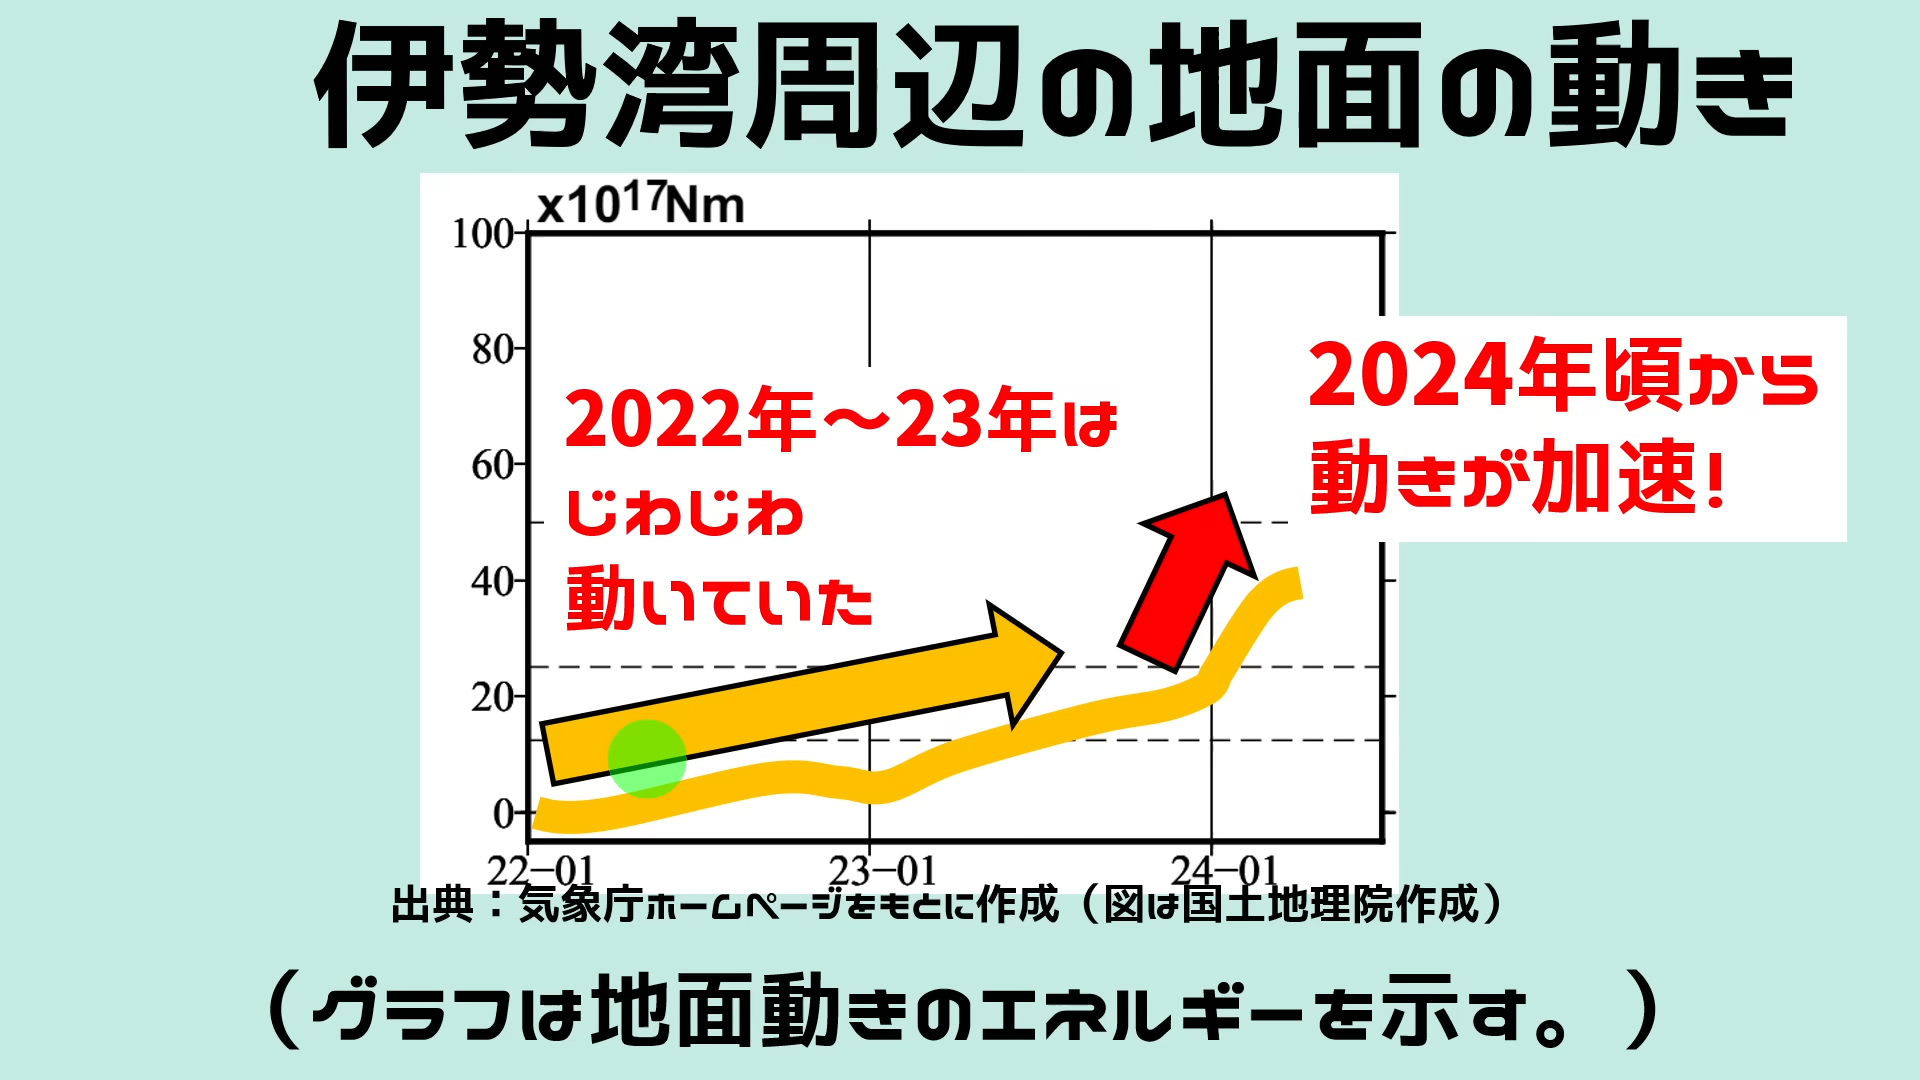 伊勢湾周辺の地面の動き
x10¹⁷Nm
100
80
60
40
20
0
2022年～23年は
じわじわ
動いていた
2024年頃から
動きが加速!
22-01
23-01
24-01
出典：気象庁ホームページをもとに作成（図は国土地理院作成）
（グラフは地面動きのエネルギーを示す。）